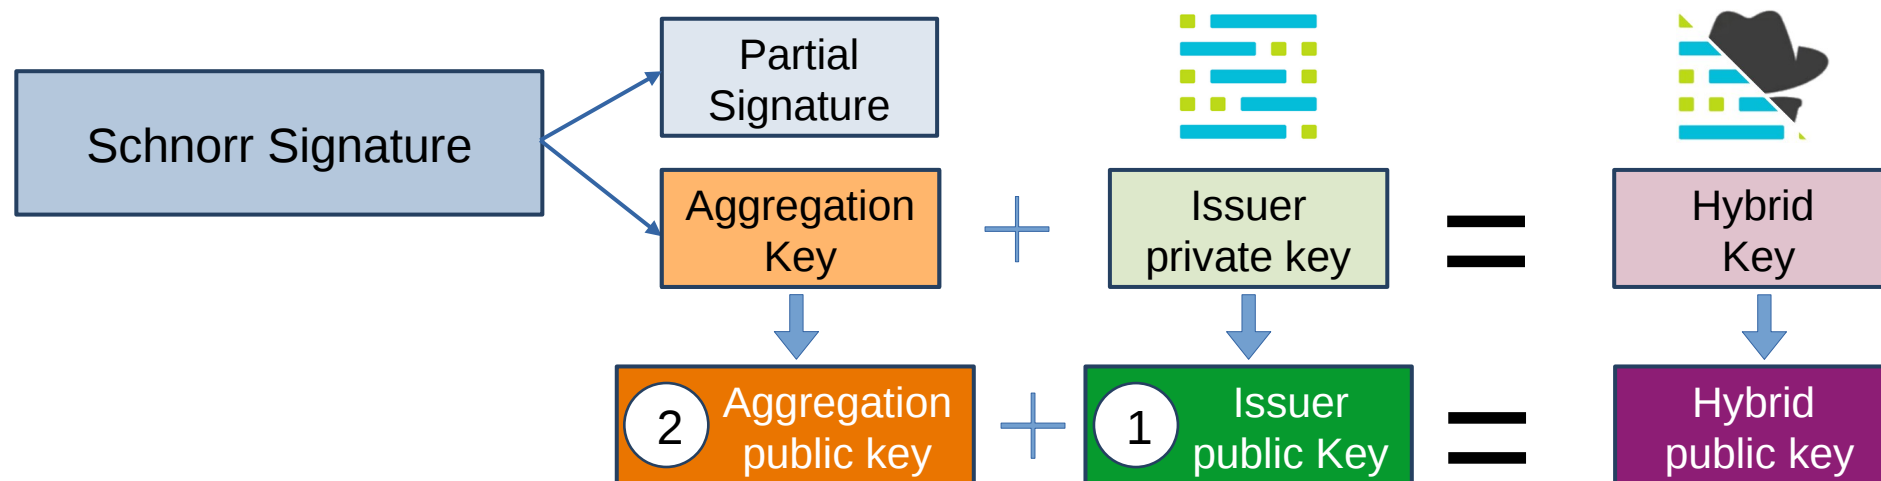 Schnorr Signature
Partial
Signature
Aggregation
Key
Issuer
private key
Hybrid
Key
2
Aggregation
public key
1
Issuer
public Key
Hybrid
public key